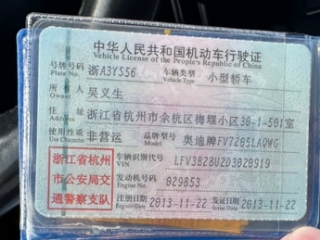 中华人民共和国机动车行驶证
Vehicle License of the People's Republic of China
号牌号码 浙A3YS56 车辆类型 小型轿车
Plate No. Vehicle Type
所有人 吴义生
Owner
住址 浙江省杭州市余杭区梅堰小区36-1-501室
Address
使用性质 非营运 品牌型号 奥迪牌FV7205LAQWG
Use Character Model
浙江省杭州 车辆识别代号 LFV3B28U2D3028919
VIN
市公安局交 发动机号码 029853
Engine No.
通警察支队 注册日期 2013-11-22 发证日期 2013-11-22
Register Date Issue Date